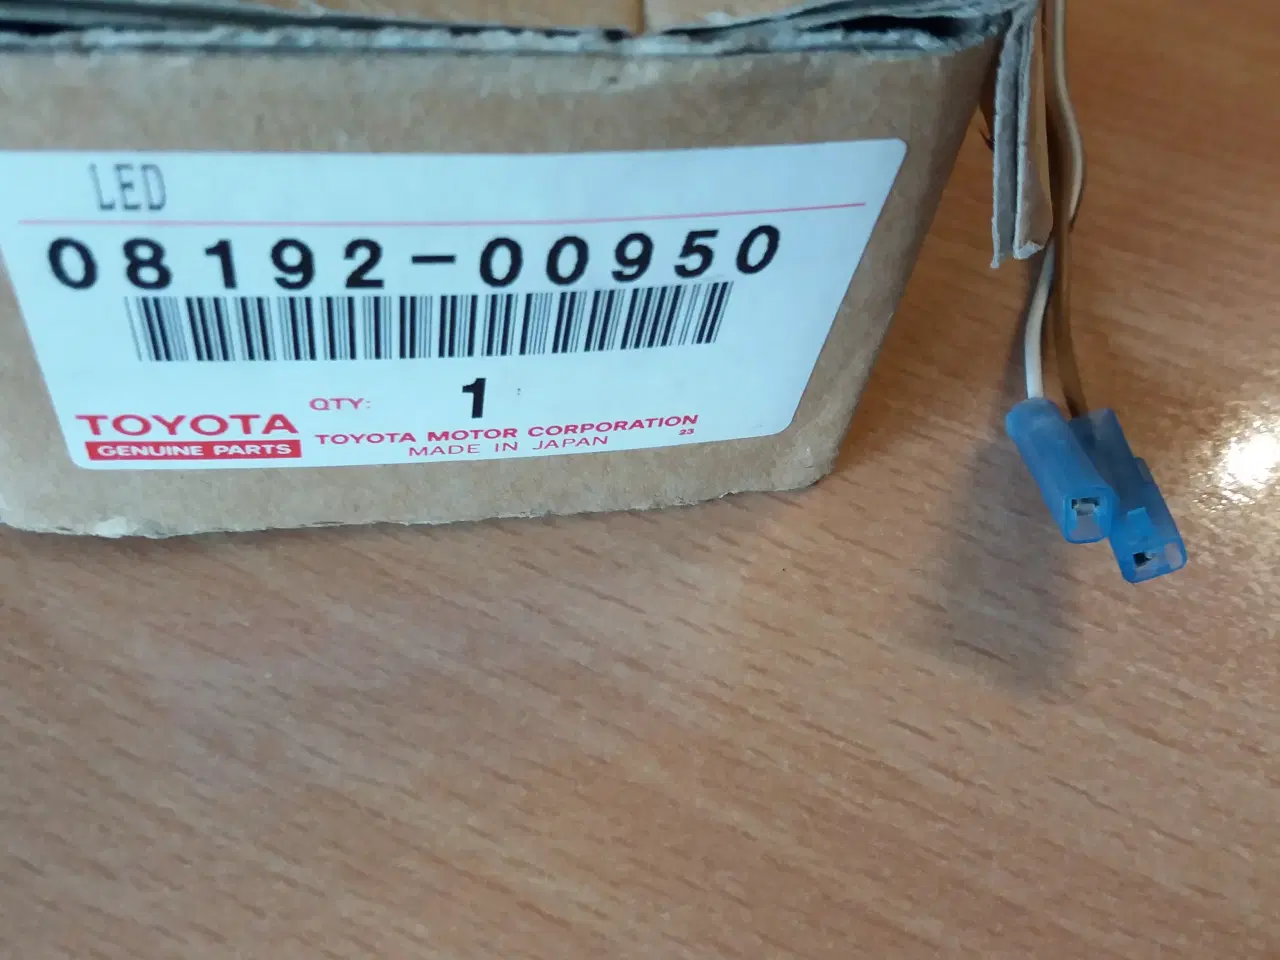 LED
08192-00950
QTY: 1
TOYOTA
GENUINE PARTS
TOYOTA MOTOR CORPORATION
23
MADE IN JAPAN